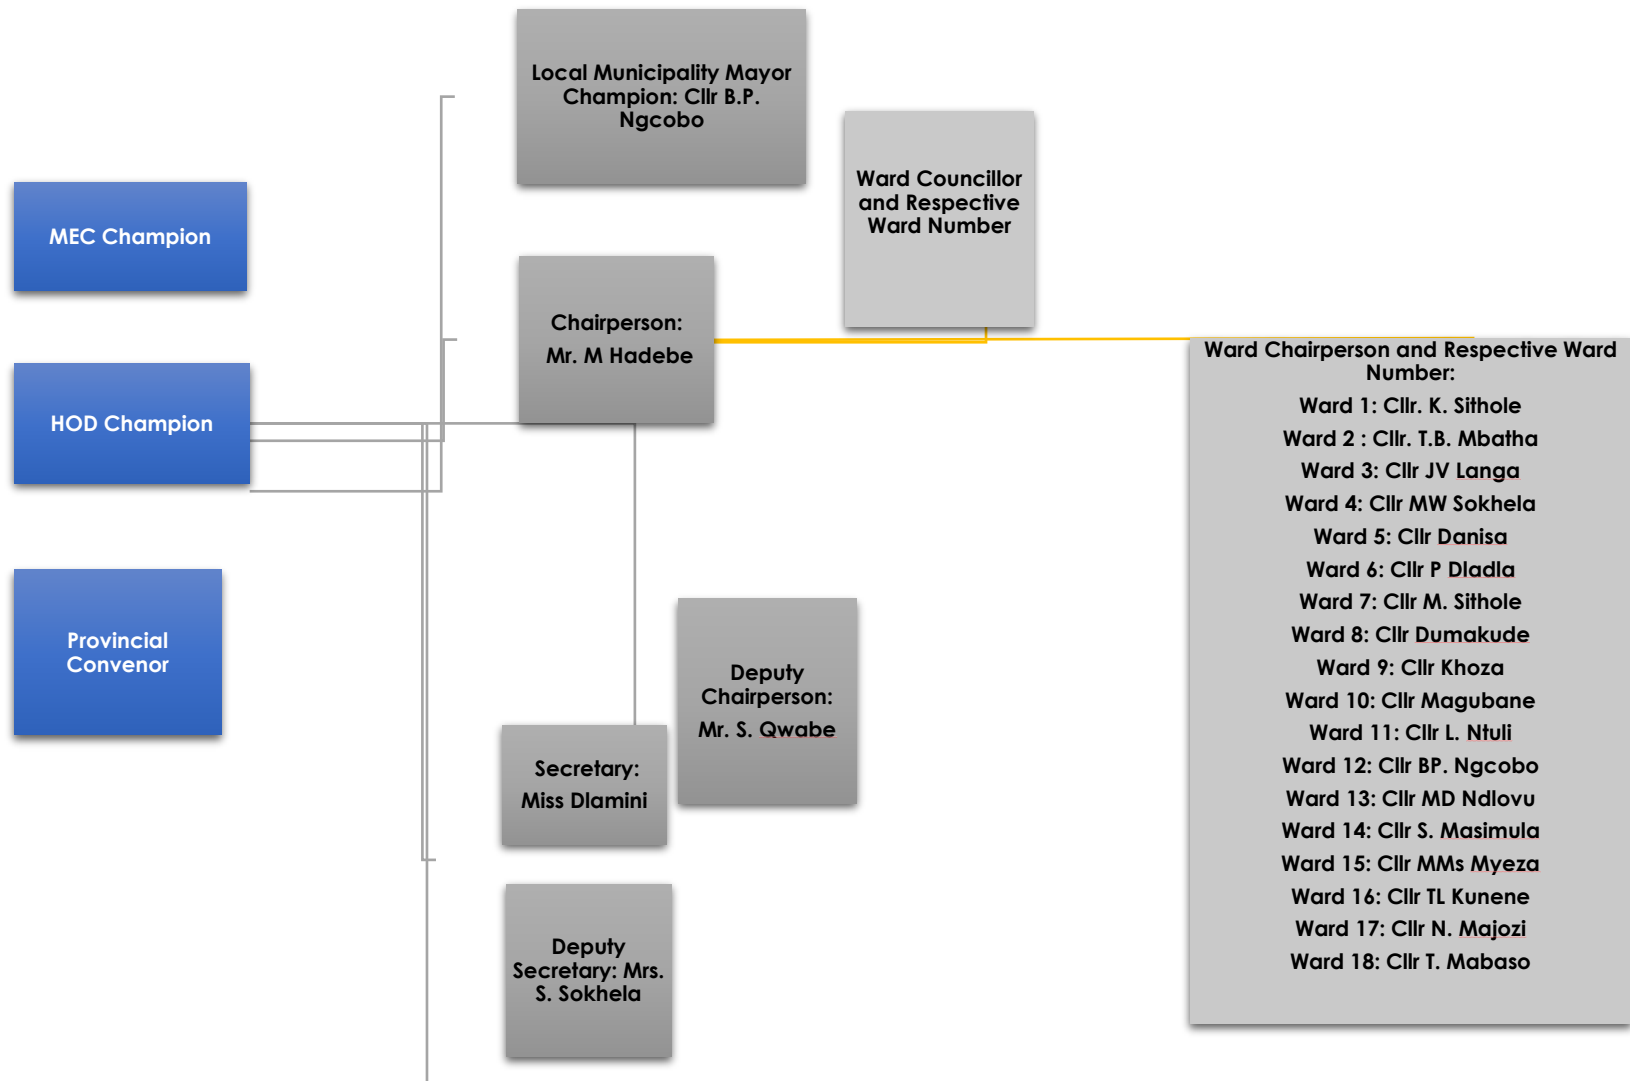 MEC Champion
HOD Champion
Provincial
Convenor
Local Municipality Mayor
Champion: Cllr B.P.
Ngcobo
Chairperson:
Mr. M Hadebe
Secretary:
Miss Dlamini
Deputy
Secretary: Mrs.
S. Sokhela
Deputy
Chairperson:
Mr. S. Qwabe
Ward Councillor
and Respective
Ward Number
Ward Chairperson and Respective Ward
Number:
Ward 1: Cllr. K. Sithole
Ward 2 : Cllr. T.B. Mbatha
Ward 3: Cllr JV Langa
Ward 4: Cllr MW Sokhela
Ward 5: Cllr Danisa
Ward 6: Cllr P Dladla
Ward 7: Cllr M. Sithole
Ward 8: Cllr Dumakude
Ward 9: Cllr Khoza
Ward 10: Cllr Magubane
Ward 11: Cllr L. Ntuli
Ward 12: Cllr BP. Ngcobo
Ward 13: Cllr MD Ndlovu
Ward 14: Cllr S. Masimula
Ward 15: Cllr MMs Myeza
Ward 16: Cllr TL Kunene
Ward 17: Cllr N. Majozi
Ward 18: Cllr T. Mabaso